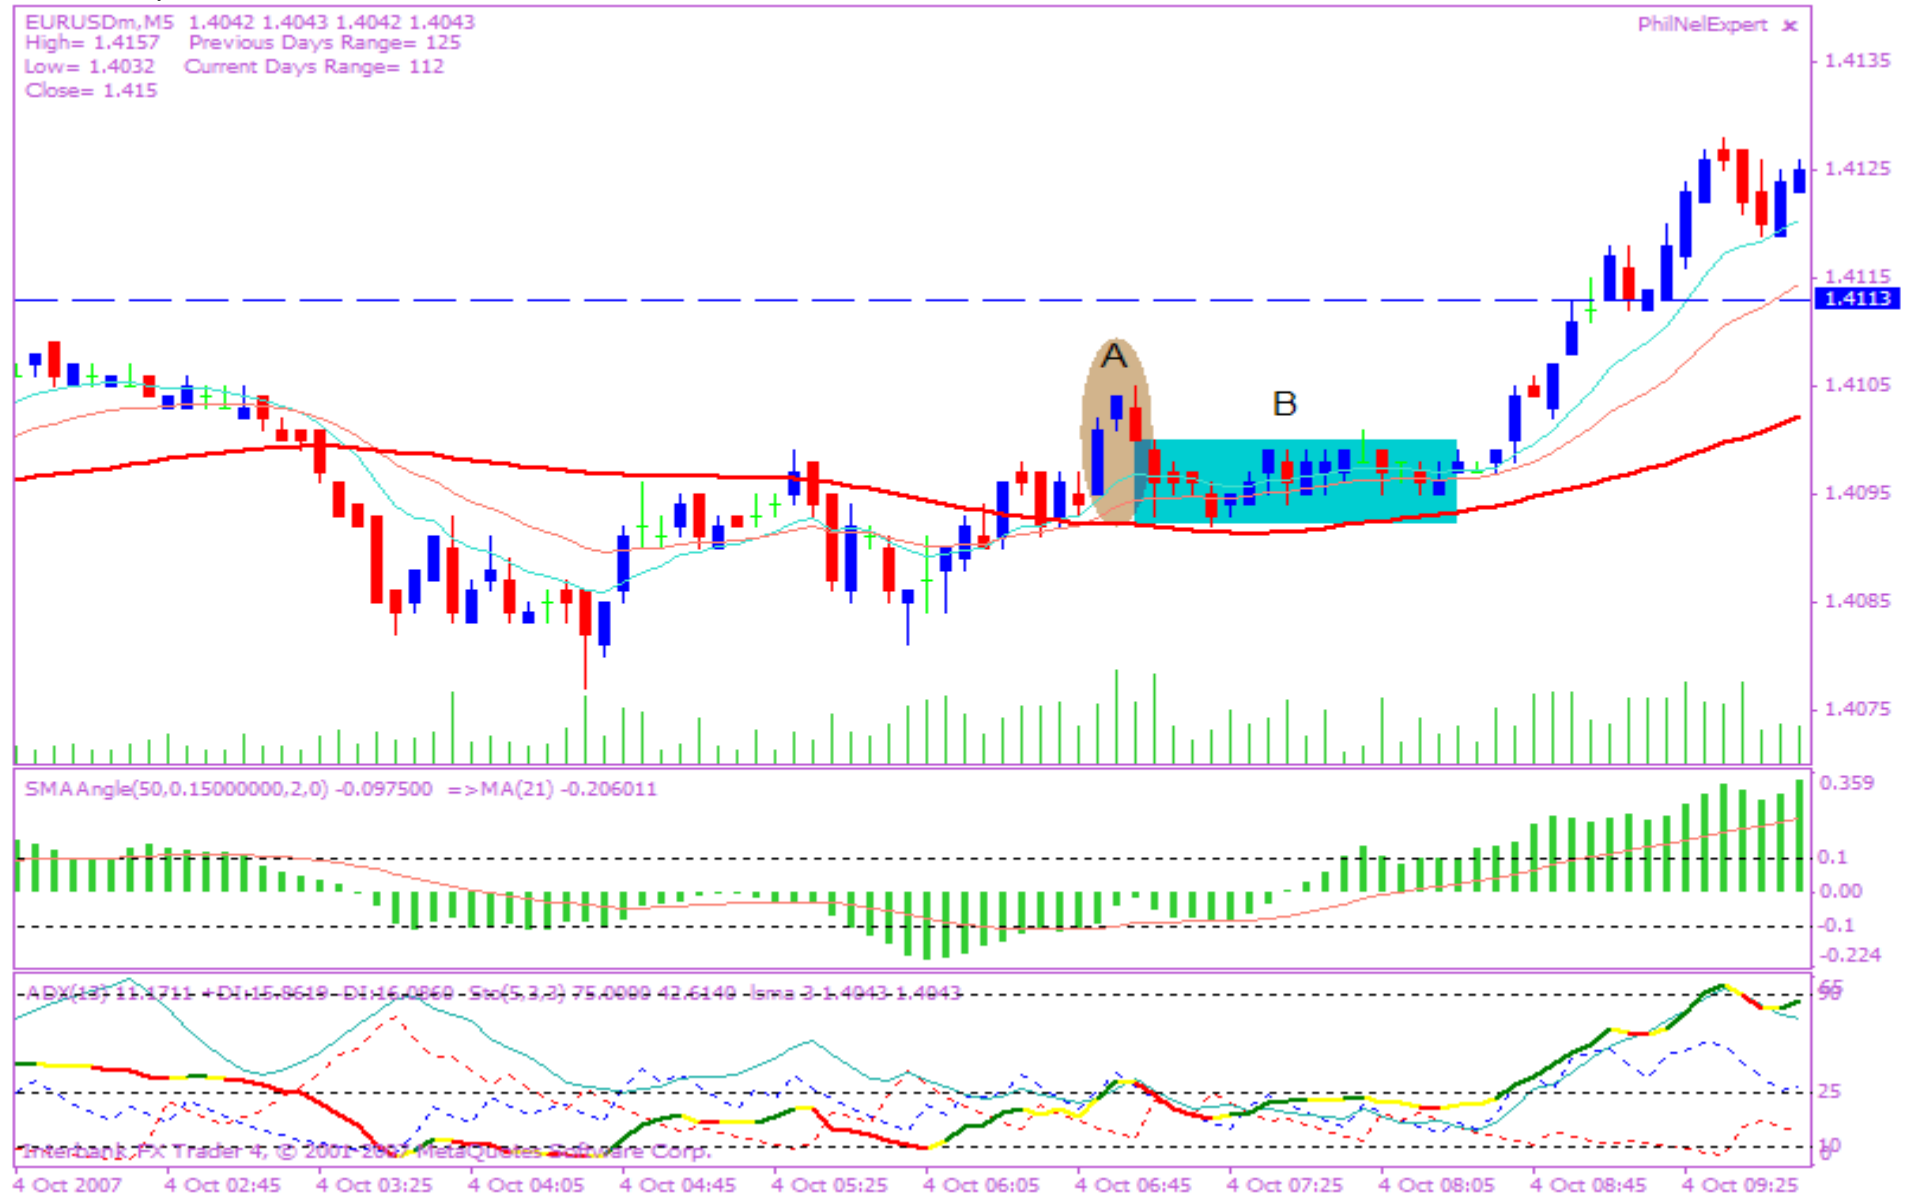 EURUSDm,M5 1.4042 1.4043 1.4042 1.4043
PhilNelExpert ×
High= 1.4157 Previous Days Range= 125
Low= 1.4032 Current Days Range= 112
Close= 1.415
1.4135
1.4125
1.4115
1.4113
A
1.4105
B
1.4095
1.4085
1.4075
SMAAngle(50,0.15000000,2,0) -0.097500 =>MA(21) -0.206011
0.359
0.1
0.00
-0.1
-0.224
ADX(13) 11.1711 +DI:15.8619 -DI:16.0860 Sto(5,3,3) 75.0000 42.6140 lsma 3 1.4043 1.4043
25
10
Interbank FX Trader 4, © 2001-2007 MetaQuotes Software Corp.
4 Oct 2007 4 Oct 02:45 4 Oct 03:25 4 Oct 04:05 4 Oct 04:45 4 Oct 05:25 4 Oct 06:05 4 Oct 06:45 4 Oct 07:25 4 Oct 08:05 4 Oct 08:45 4 Oct 09:25